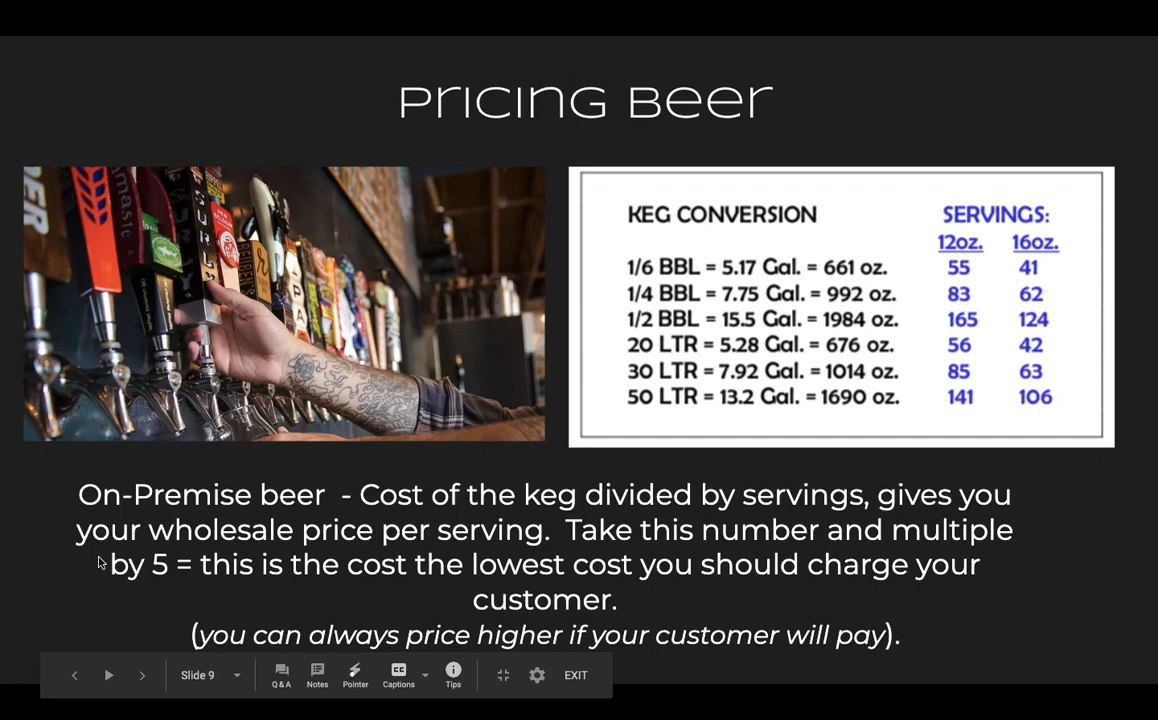 Pricing Beer
KEG CONVERSION SERVINGS:
12oz. 16oz.
1/6 BBL = 5.17 Gal. = 661 oz. 55 41
1/4 BBL = 7.75 Gal. = 992 oz. 83 62
1/2 BBL = 15.5 Gal. = 1984 oz. 165 124
20 LTR = 5.28 Gal. = 676 oz. 56 42
30 LTR = 7.92 Gal. = 1014 oz. 85 63
50 LTR = 13.2 Gal. = 1690 oz. 141 106
SURLY
On-Premise beer - Cost of the keg divided by servings, gives you
your wholesale price per serving. Take this number and multiple
by 5 = this is the cost the lowest cost you should charge your
customer.
(you can always price higher if your customer will pay).
Slide 9 Q & A Notes Pointer CC Captions Tips EXIT